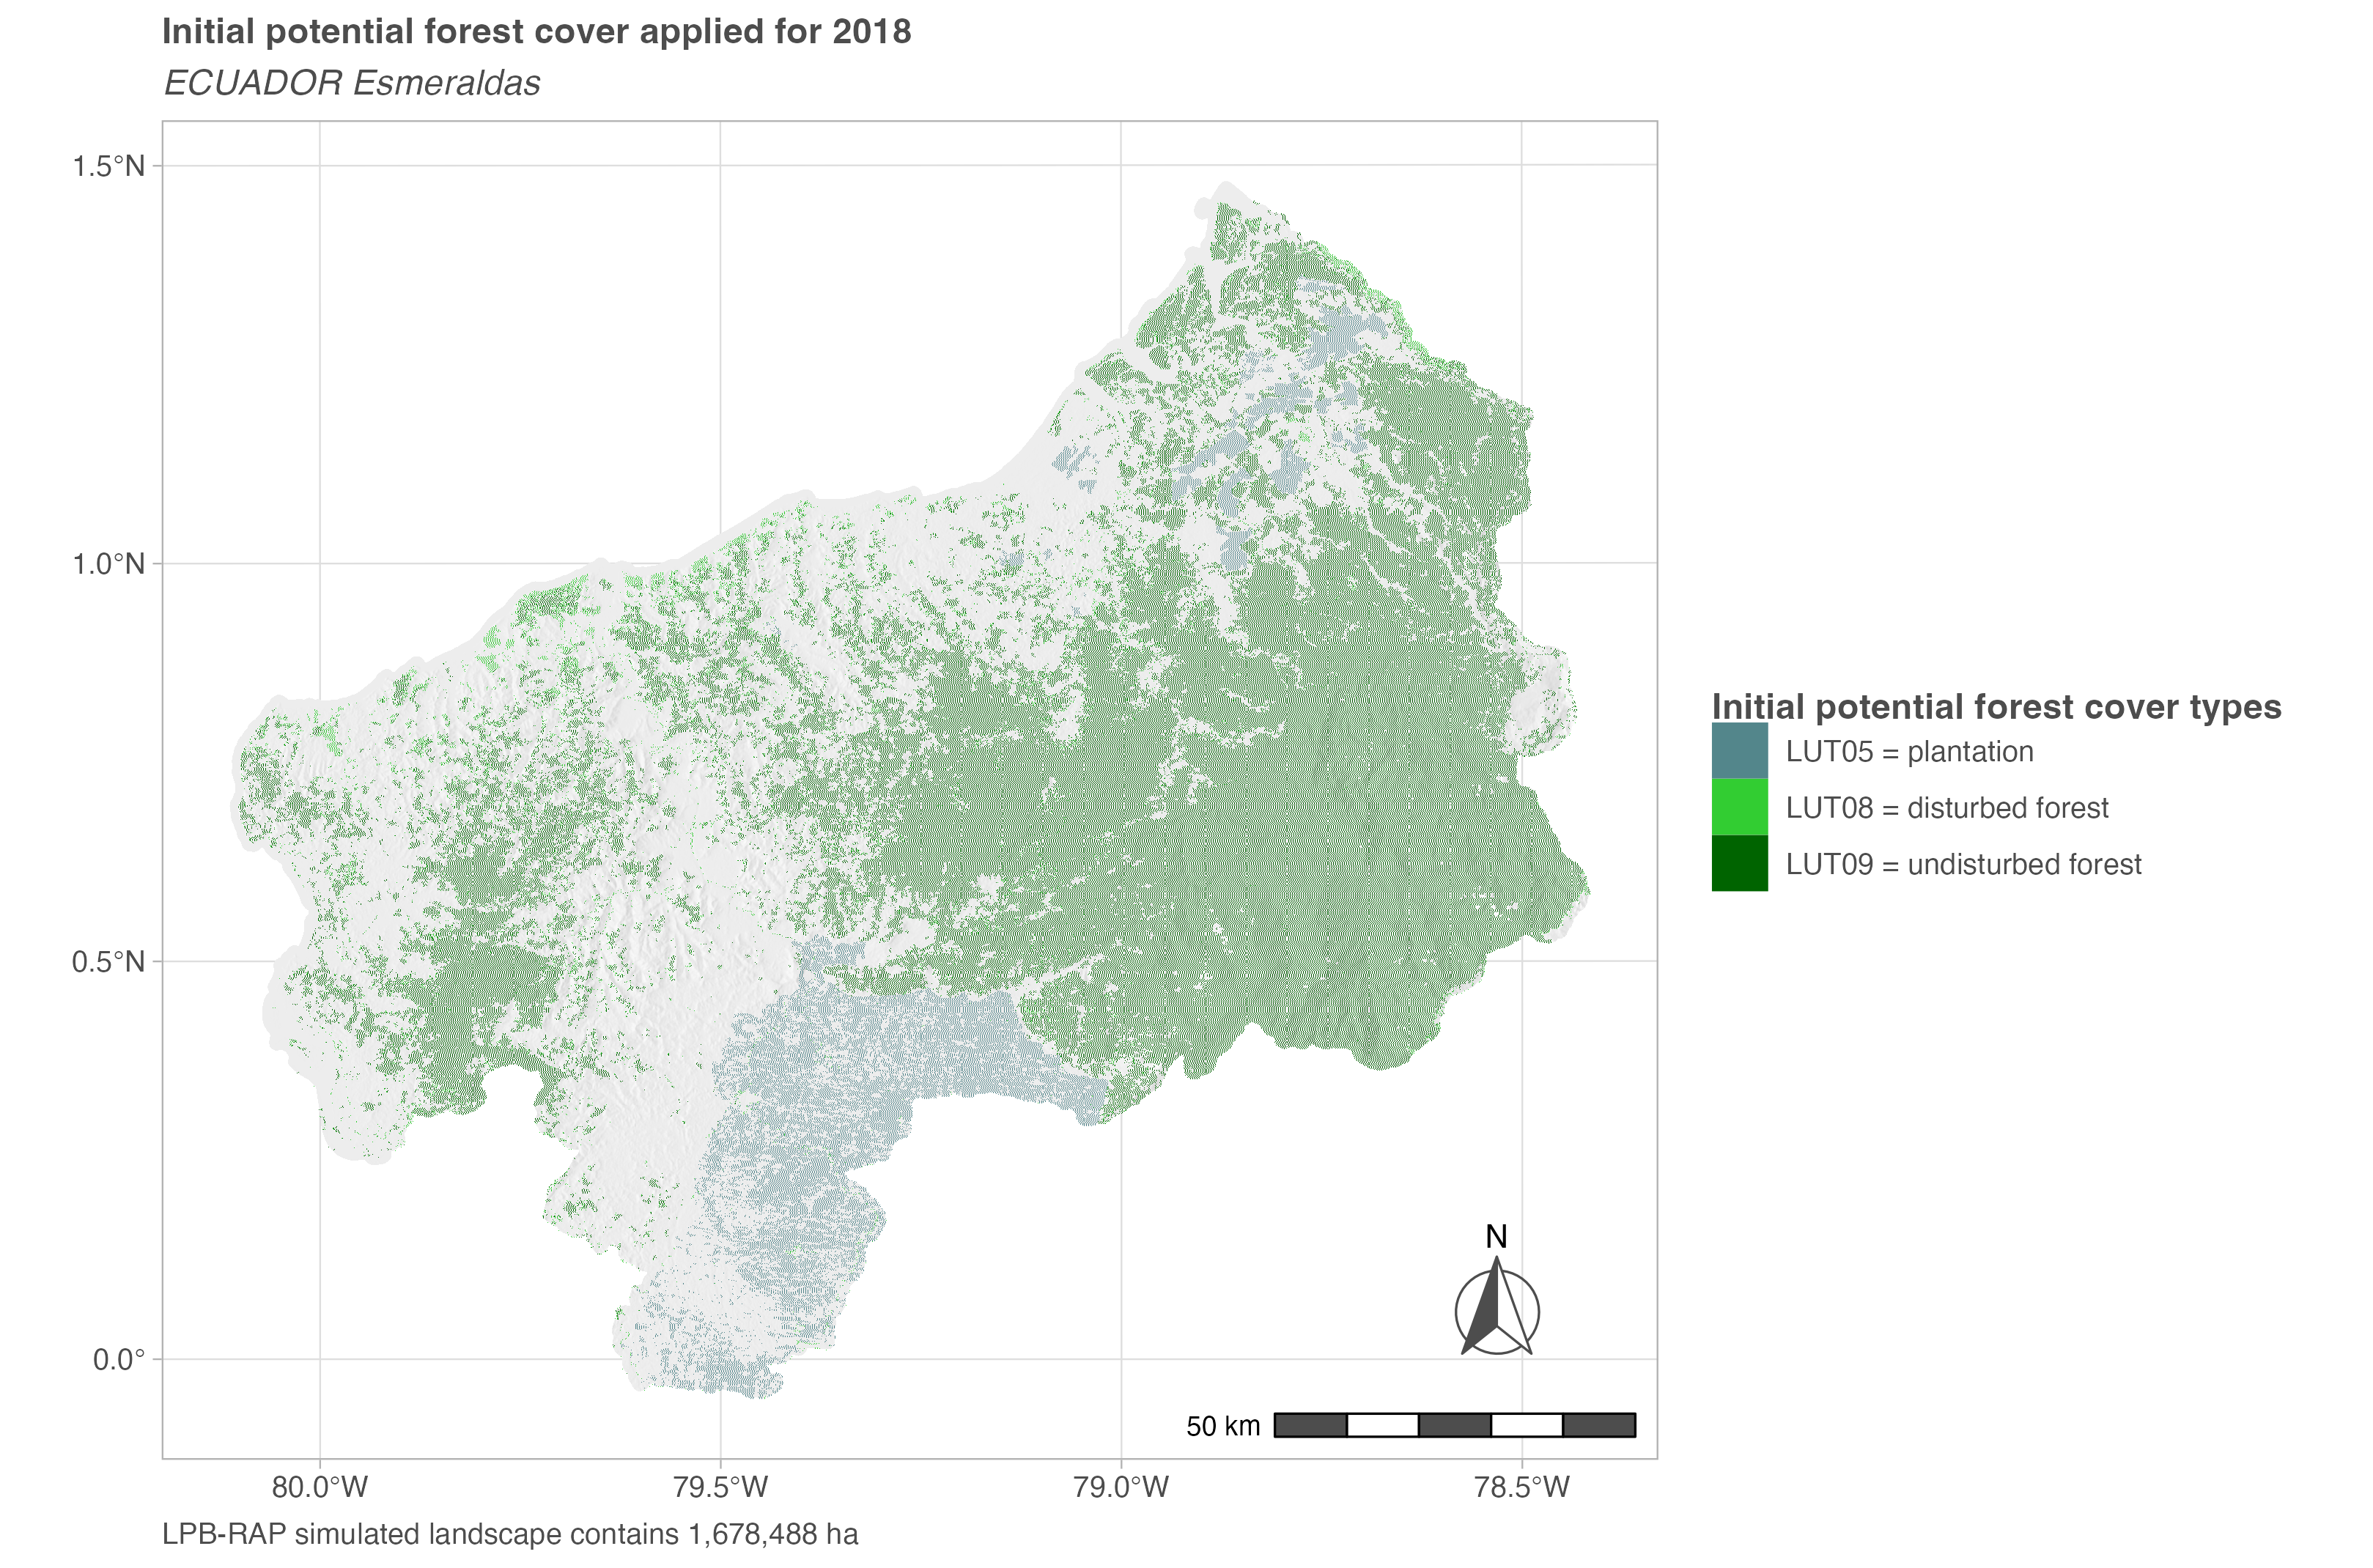 Initial potential forest cover applied for 2018
ECUADOR Esmeraldas
1.5°N
1.0°N
0.5°N
0.0°
80.0°W
79.5°W
79.0°W
78.5°W
N
50 km
Initial potential forest cover types
LUT05 = plantation
LUT08 = disturbed forest
LUT09 = undisturbed forest
LPB-RAP simulated landscape contains 1,678,488 ha